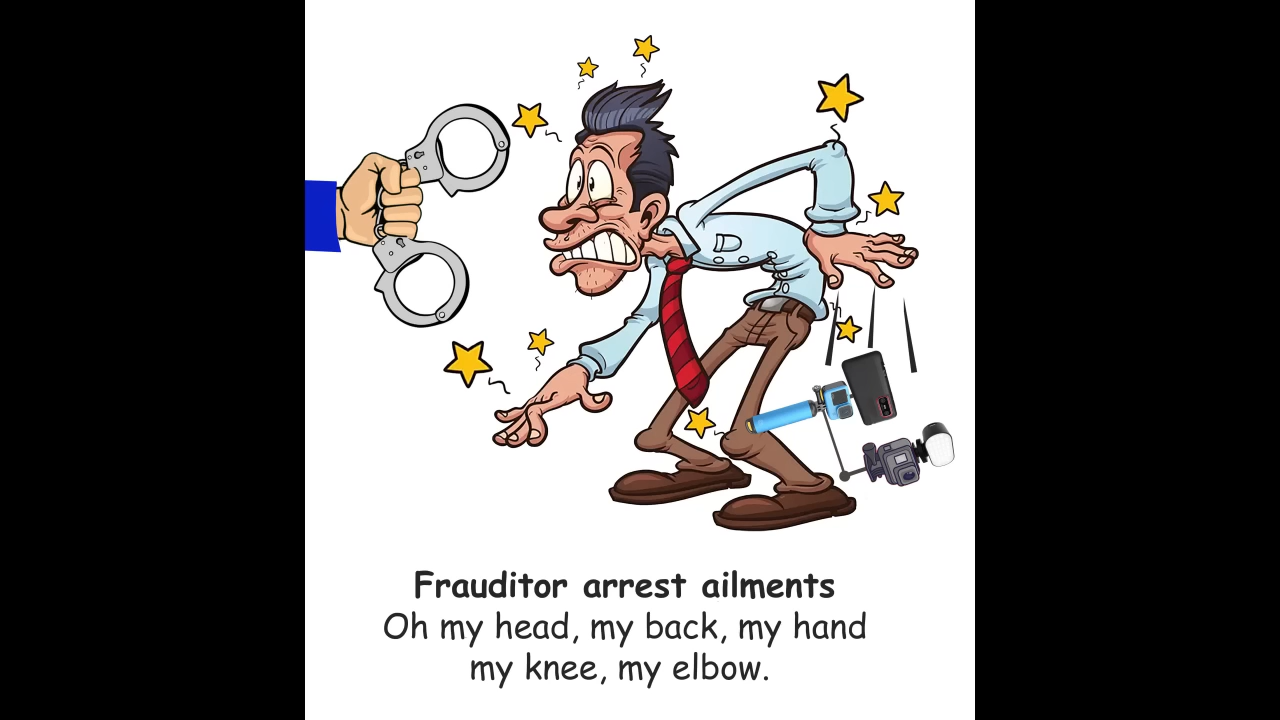 Frauditor arrest ailments
Oh my head, my back, my hand
my knee, my elbow.